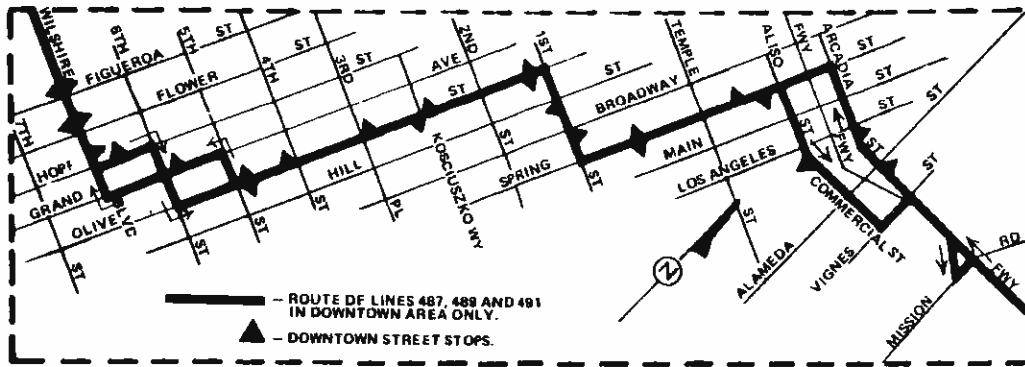 WILSHIRE
BLVD
6TH
ST
5TH
ST
4TH
ST
3RD
PL
2ND
ST
1ST
ST
TEMPLE
ST
ALISO
ST
FWY
FWY
ARCADIA
ST
7TH
ST
FIGUEROA ST
FLOWER ST
HOPE ST
GRAND AVE
OLIVE ST
HILL ST
KOSCIUSZKO WY
BROADWAY
SPRING ST
MAIN ST
LOS ANGELES ST
ALAMEDA ST
COMMERCIAL ST
VIGNES ST
MISSION RD
FWY
N
– ROUTE OF LINES 487, 489 AND 491
IN DOWNTOWN AREA ONLY.
– DOWNTOWN STREET STOPS.